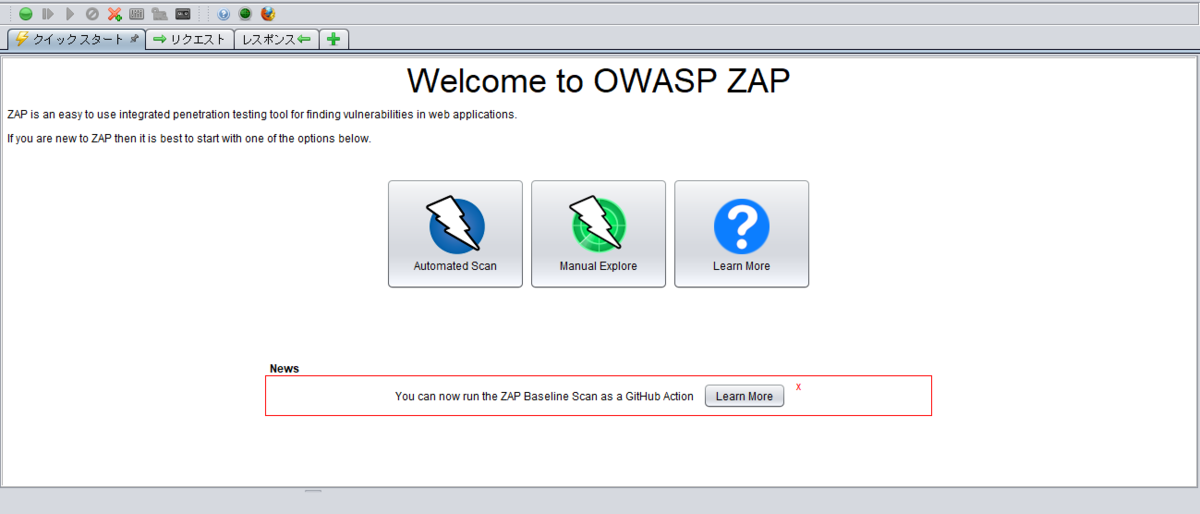 クイックスタート リクエスト レスポンス
Welcome to OWASP ZAP
ZAP is an easy to use integrated penetration testing tool for finding vulnerabilities in web applications.
If you are new to ZAP then it is best to start with one of the options below.
Automated Scan Manual Explore Learn More
News
You can now run the ZAP Baseline Scan as a GitHub Action Learn More X